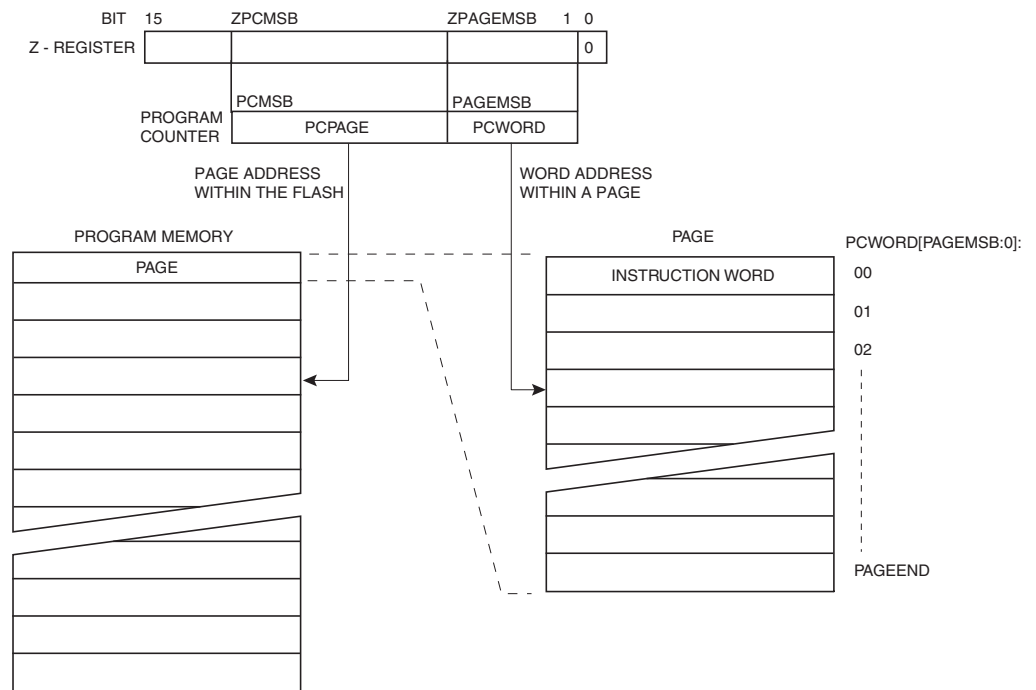 BIT 15 ZPCMSB ZPAGEMSB 1 0
Z - REGISTER 0
PCMSB PAGEMSB
PROGRAM
COUNTER
PCPAGE PCWORD
PAGE ADDRESS
WITHIN THE FLASH
WORD ADDRESS
WITHIN A PAGE
PROGRAM MEMORY
PAGE
PAGE
INSTRUCTION WORD
PCWORD[PAGEMSB:0]:
00
01
02
PAGEEND